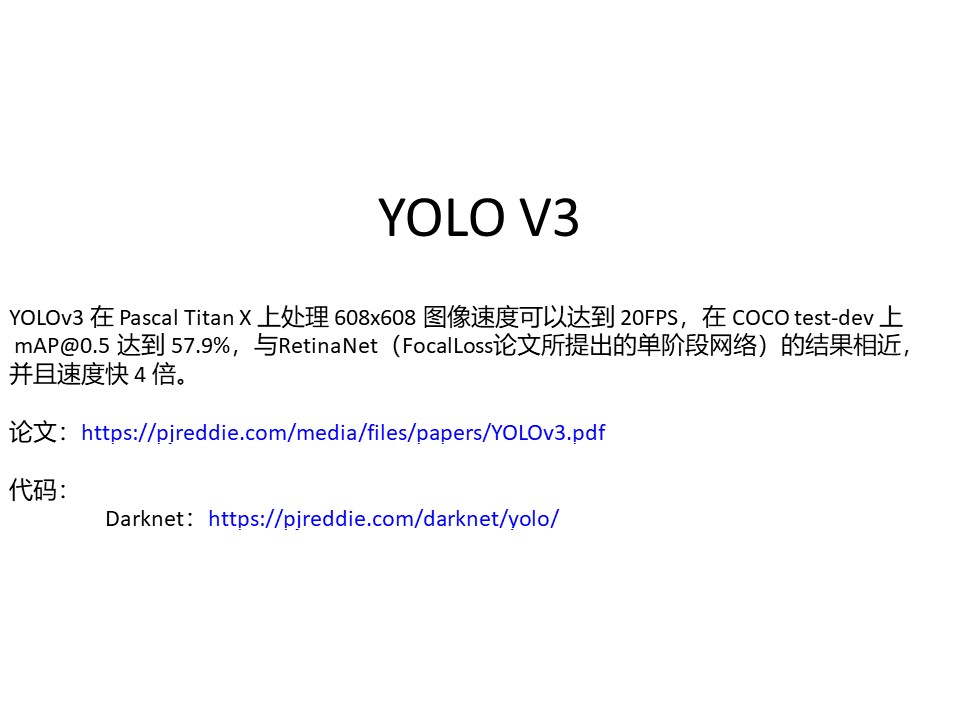 YOLO V3
YOLOv3 在 Pascal Titan X 上处理 608x608 图像速度可以达到 20FPS，在 COCO test-dev 上
mAP@0.5 达到 57.9%，与RetinaNet（FocalLoss论文所提出的单阶段网络）的结果相近，
并且速度快 4 倍。
论文：https://pjreddie.com/media/files/papers/YOLOv3.pdf
代码：
Darknet：https://pjreddie.com/darknet/yolo/